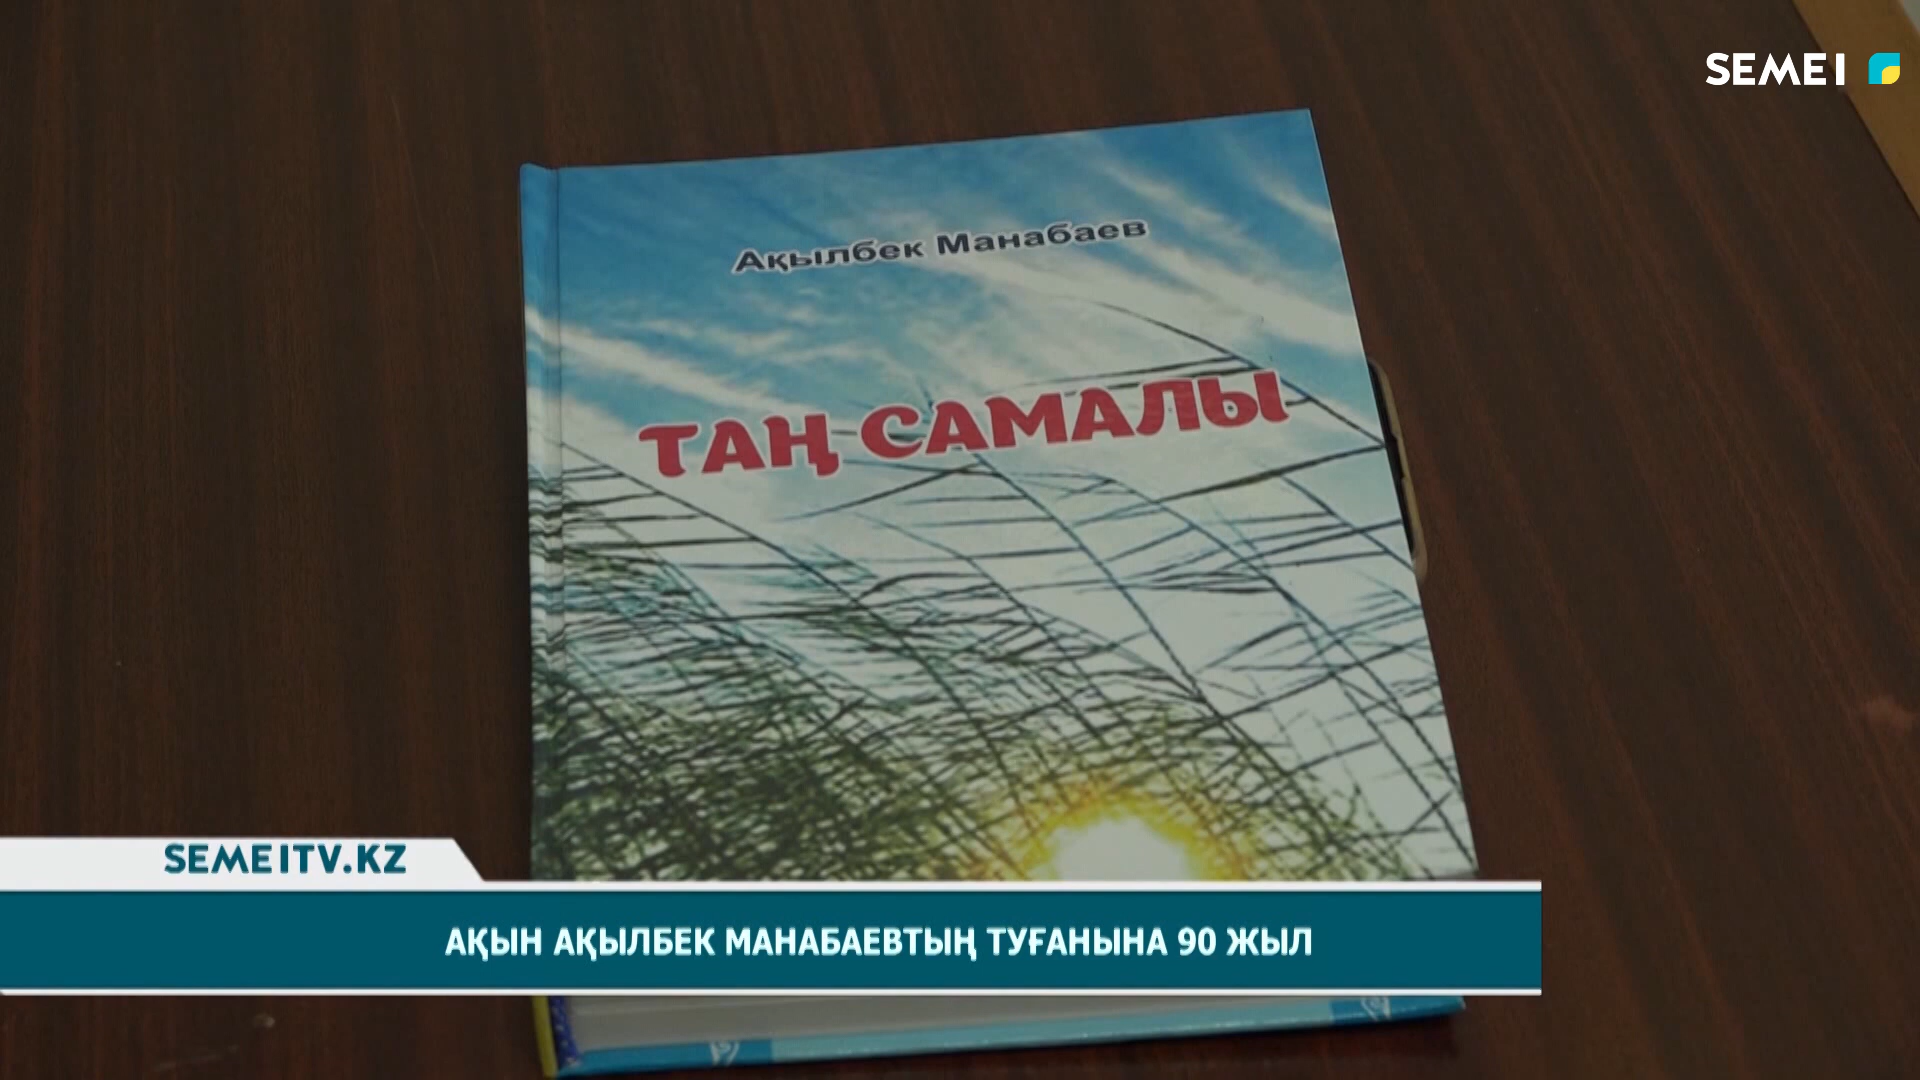 SEMEI
Ақылбек Манабаев
ТАҢ САМАЛЫ
SEMEITV.KZ
АҚЫН АҚЫЛБЕК МАНАБАЕВТЫҢ ТУҒАНЫНА 90 ЖЫЛ